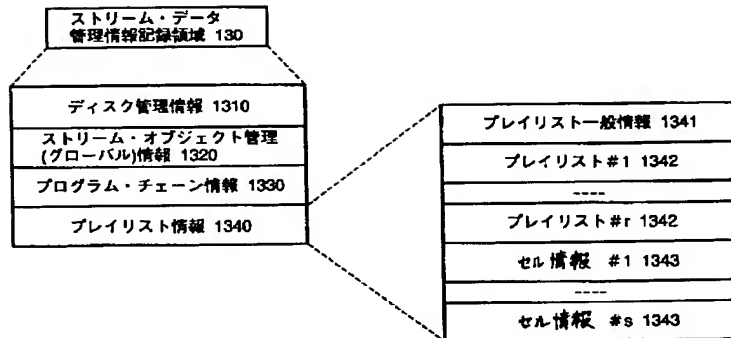 ストリーム・データ
管理情報記録領域 130
ディスク管理情報 1310
ストリーム・オブジェクト管理
(グローバル)情報 1320
プログラム・チェーン情報 1330
プレイリスト情報 1340
プレイリスト一般情報 1341
プレイリスト#1 1342
----
プレイリスト#r 1342
セル情報 #1 1343
----
セル情報 #s 1343